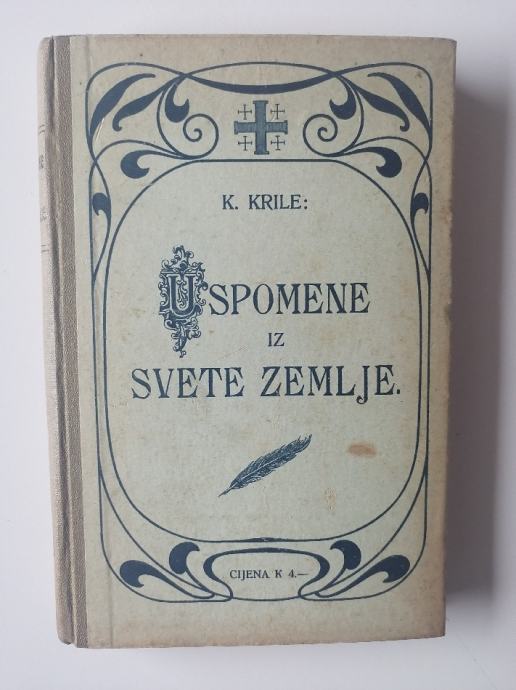 K. KRILE:
USPOMENE
IZ
SVETE ZEMLJE.
CIJENA K 4.—